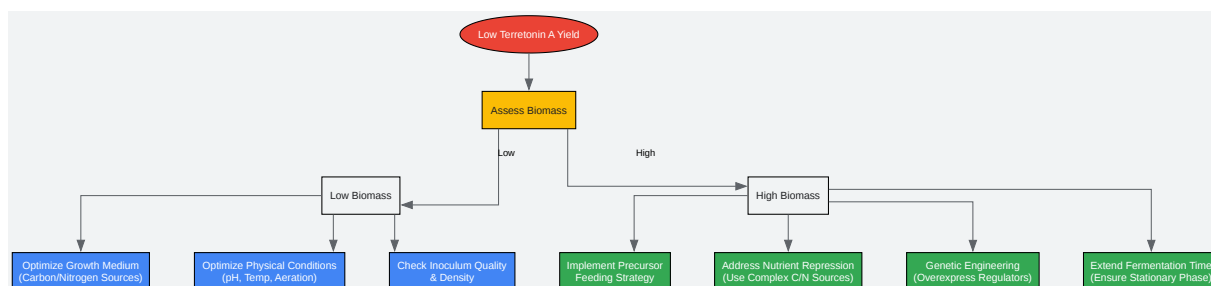 Low Terretonin A Yield
Assess Biomass
Low
High
Low Biomass
High Biomass
Optimize Growth Medium
(Carbon/Nitrogen Sources)
Optimize Physical Conditions
(pH, Temp, Aeration)
Check Inoculum Quality
& Density
Implement Precursor
Feeding Strategy
Address Nutrient Repression
(Use Complex C/N Sources)
Genetic Engineering
(Overexpress Regulators)
Extend Fermentation Time
(Ensure Stationary Phase)